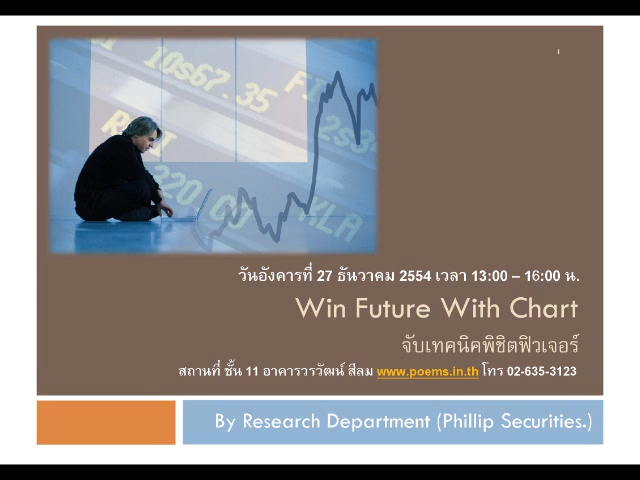 10s67.35
วันอังคารที่ 27 ธันวาคม 2554 เวลา 13:00 – 16:00 น.
Win Future With Chart
จับเทคนิคพิชิตฟิวเจอร์
สถานที่ ชั้น 11 อาคารวรวัฒน์ สีลม www.poems.in.th โทร 02-635-3123
By Research Department (Phillip Securities.)